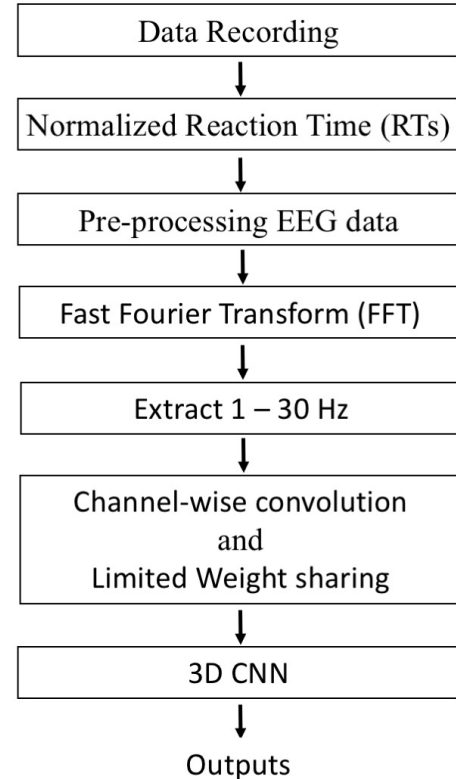 Data Recording
Normalized Reaction Time (RTs)
Pre-processing EEG data
Fast Fourier Transform (FFT)
Extract 1 – 30 Hz
Channel-wise convolution
and
Limited Weight sharing
3D CNN
Outputs